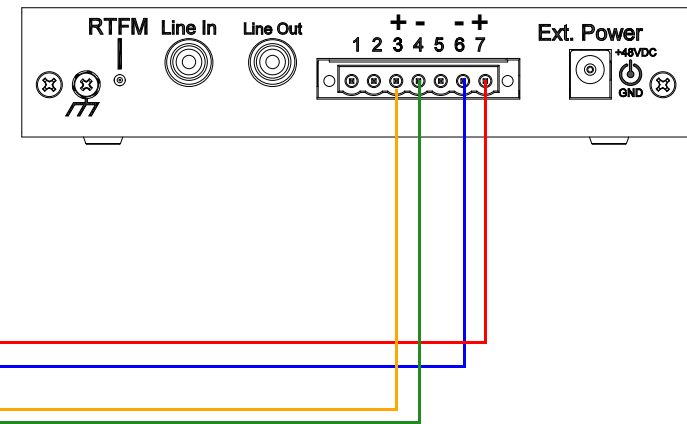 RTFM Line In Line Out + - - + Ext. Power
1 2 3 4 5 6 7
+48VDC
GND